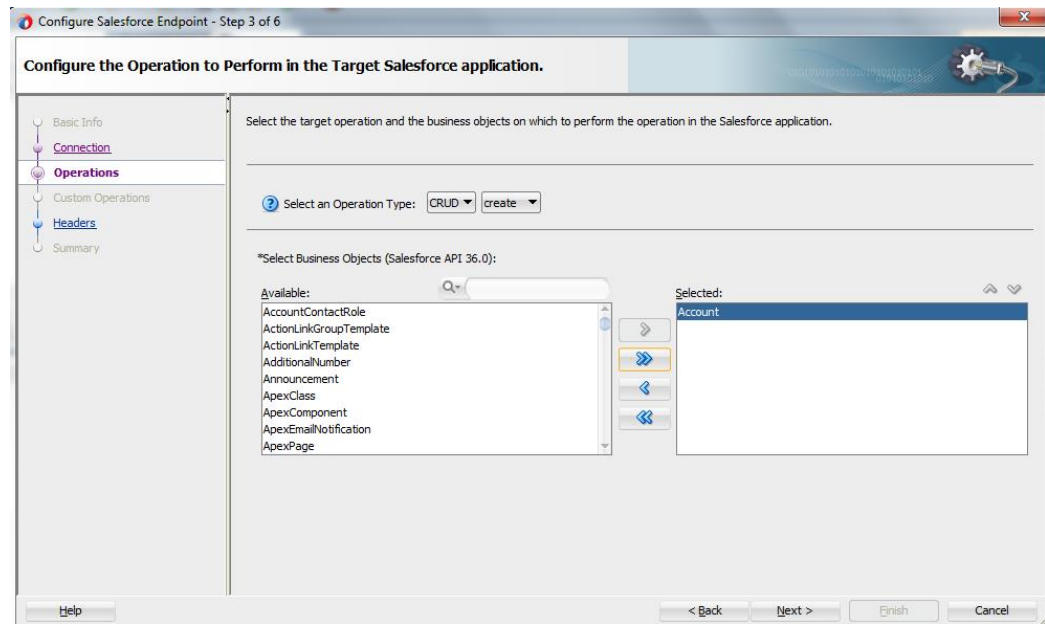 Configure Salesforce Endpoint - Step 3 of 6
Configure the Operation to Perform in the Target Salesforce application.
Basic Info
Connection
Operations
Custom Operations
Headers
Summary
Select the target operation and the business objects on which to perform the operation in the Salesforce application.
Select an Operation Type: CRUD create
*Select Business Objects (Salesforce API 36.0):
Available:
Selected:
AccountContactRole
ActionLinkGroupTemplate
ActionLinkTemplate
AdditionalNumber
Announcement
ApexClass
ApexComponent
ApexEmailNotification
ApexPage
Account
Help
< Back
Next >
Finish
Cancel